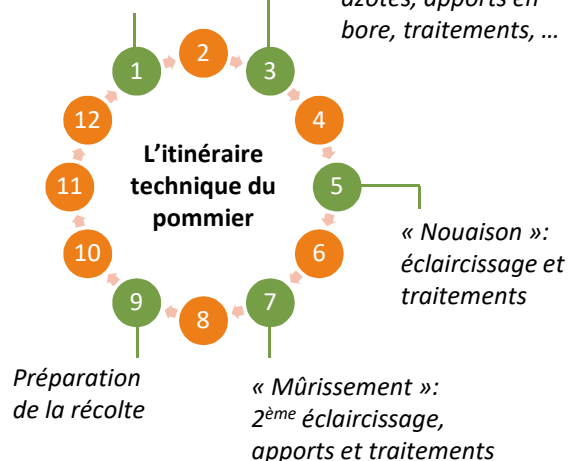 azotés, apports en
bore, traitements, …
1
2
3
4
5
6
7
8
9
10
11
12
L'itinéraire
technique du
pommier
« Nouaison »:
éclaircissage et
traitements
Préparation
de la récolte
« Mûrissement »:
2ème éclaircissage,
apports et traitements